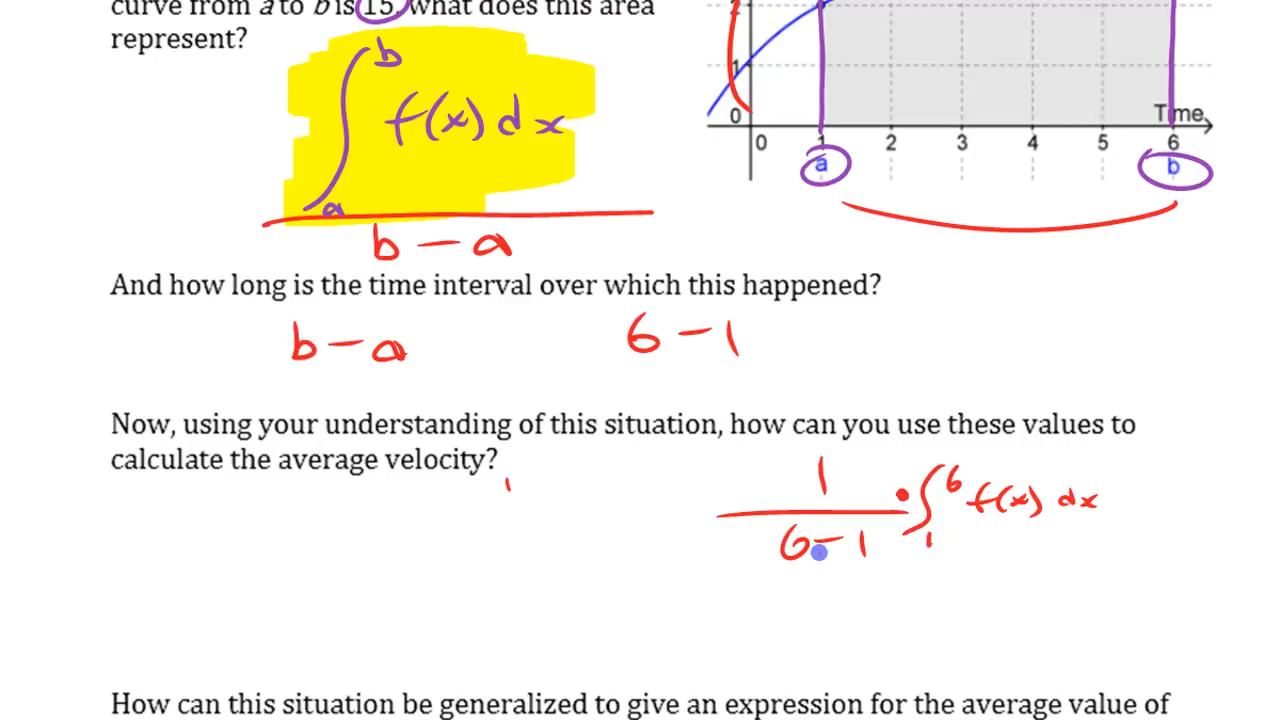 curve from a to b is 15, what does this area
represent?
∫ₐᵇ f(x) dx
b − a
2
1
0
Time
0 1 2 3 4 5 6
a b
And how long is the time interval over which this happened?
b − a 6 − 1
Now, using your understanding of this situation, how can you use these values to
calculate the average velocity?
1
6 − 1 · ∫₁⁶ f(x) dx
How can this situation be generalized to give an expression for the average value of